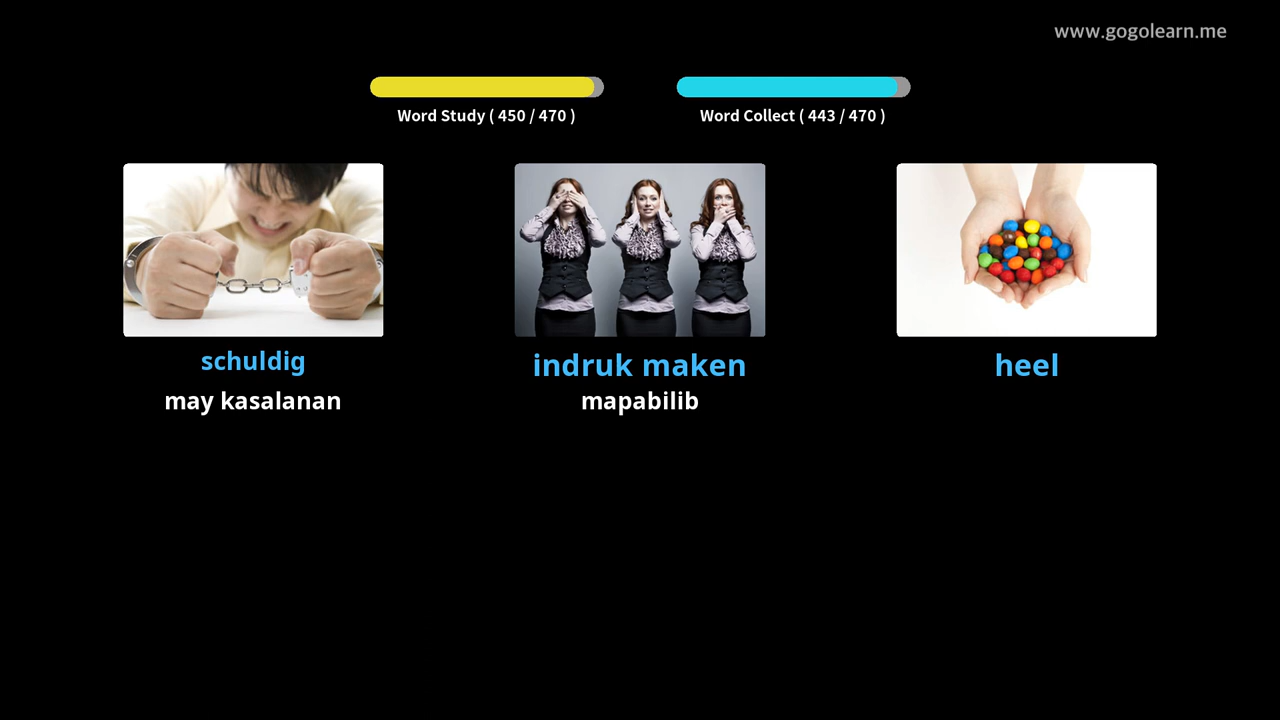 www.gogolearn.me
Word Study ( 450 / 470 )
Word Collect ( 443 / 470 )
schuldig
may kasalanan
indruk maken
mapabilib
heel